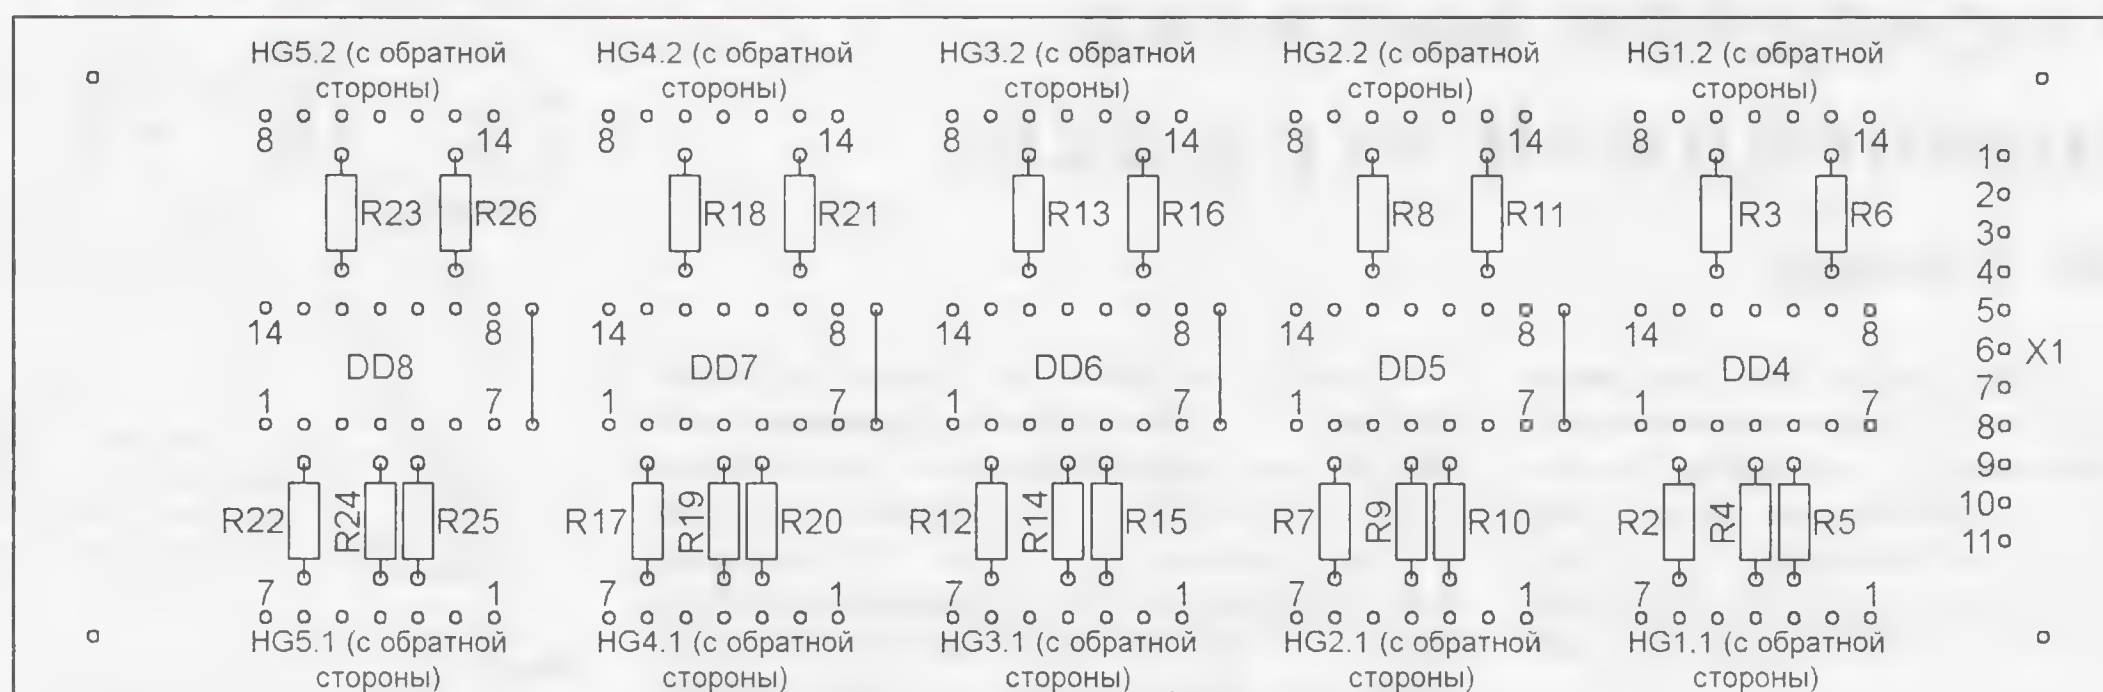 HG5.2 (с обратной
стороны)
HG4.2 (с обратной
стороны)
HG3.2 (с обратной
стороны)
HG2.2 (с обратной
стороны)
HG1.2 (с обратной
стороны)
8 14 8 14 8 14 8 14 8 14
R23 R26 R18 R21 R13 R16 R8 R11 R3 R6
14 8 14 8 14 8 14 8 14 8
DD8 DD7 DD6 DD5 DD4
1 7 1 7 1 7 1 7 1 7
R22 R24 R25 R17 R19 R20 R12 R14 R15 R7 R9 R10 R2 R4 R5
7 1 7 1 7 1 7 1 7 1
HG5.1 (с обратной
стороны)
HG4.1 (с обратной
стороны)
HG3.1 (с обратной
стороны)
HG2.1 (с обратной
стороны)
HG1.1 (с обратной
стороны)
1
2
3
4
5
6 X1
7
8
9
10
11